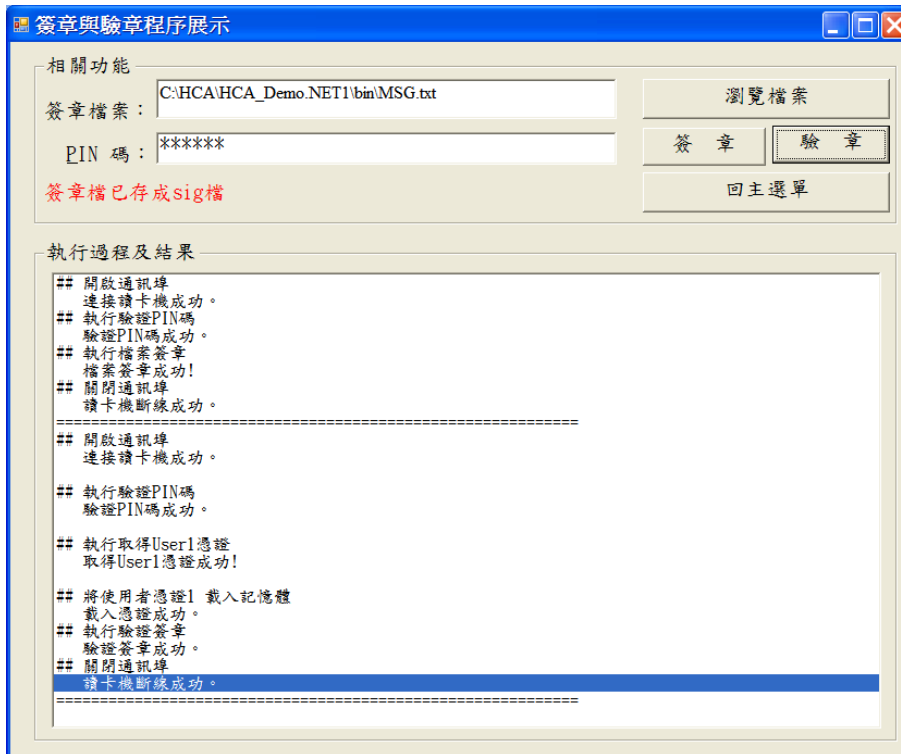 簽章與驗章程序展示
相關功能
簽章檔案：
C:\HCA\HCA_Demo.NET1\bin\MSG.txt
瀏覽檔案
PIN 碼：
******
簽 章
驗 章
簽章檔已存成sig檔
回主選單
執行過程及結果
## 開啟通訊埠
連接讀卡機成功。
## 執行驗證PIN碼
驗證PIN碼成功。
## 執行檔案簽章
檔案簽章成功!
## 關閉通訊埠
讀卡機斷線成功。
============================================================
## 開啟通訊埠
連接讀卡機成功。
## 執行驗證PIN碼
驗證PIN碼成功。
## 執行取得User1憑證
取得User1憑證成功!
## 將使用者憑證1 載入記憶體
載入憑證成功。
## 執行驗證簽章
驗證簽章成功。
## 關閉通訊埠
讀卡機斷線成功。
============================================================